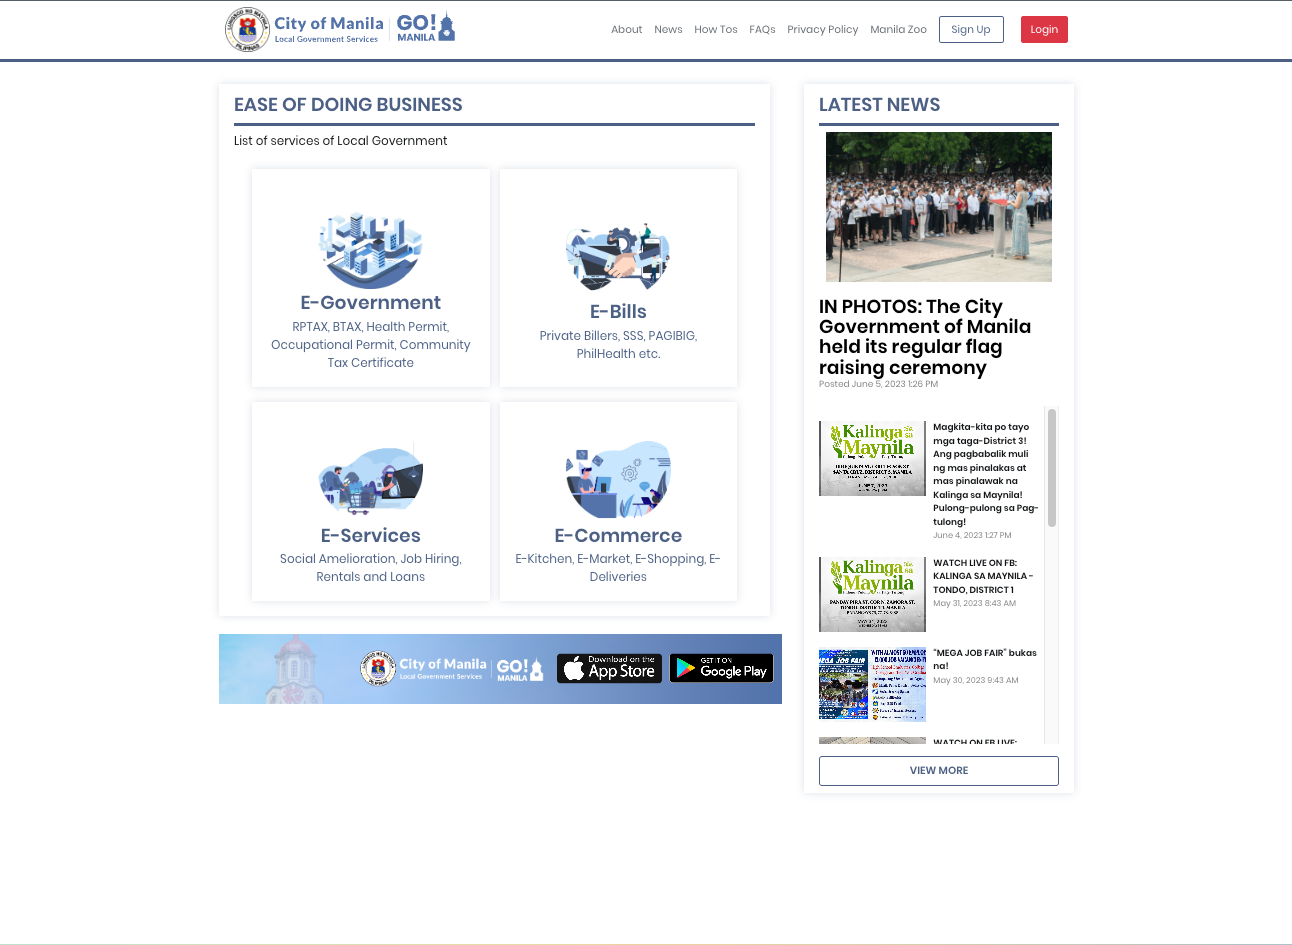 City of Manila
Local Government Services
GO!
MANILA
About
News
How Tos
FAQs
Privacy Policy
Manila Zoo
Sign Up
Login
EASE OF DOING BUSINESS
List of services of Local Government
E-Government
RPTAX, BTAX, Health Permit,
Occupational Permit, Community
Tax Certificate
E-Bills
Private Billers, SSS, PAGIBIG,
PhilHealth etc.
E-Services
Social Amelioration, Job Hiring,
Rentals and Loans
E-Commerce
E-Kitchen, E-Market, E-Shopping, E-
Deliveries
City of Manila
Local Government Services
GO!
MANILA
Download on the
App Store
GET IT ON
Google Play
LATEST NEWS
IN PHOTOS: The City
Government of Manila
held its regular flag
raising ceremony
Posted June 5, 2023 1:26 PM
Kalinga sa
Maynila
Magkita-kita po tayo
mga taga-District 3!
Ang pagbabalik muli
ng mas pinalakas at
mas pinalawak na
Kalinga sa Maynila!
Pulong-pulong sa Pag-
tulong!
June 4, 2023 1:27 PM
Kalinga sa
Maynila
WATCH LIVE ON FB:
KALINGA SA MAYNILA -
TONDO, DISTRICT 1
May 31, 2023 8:43 AM
MEGA JOB FAIR
"MEGA JOB FAIR" bukas
na!
May 30, 2023 9:43 AM
WATCH ON FB LIVE:
VIEW MORE